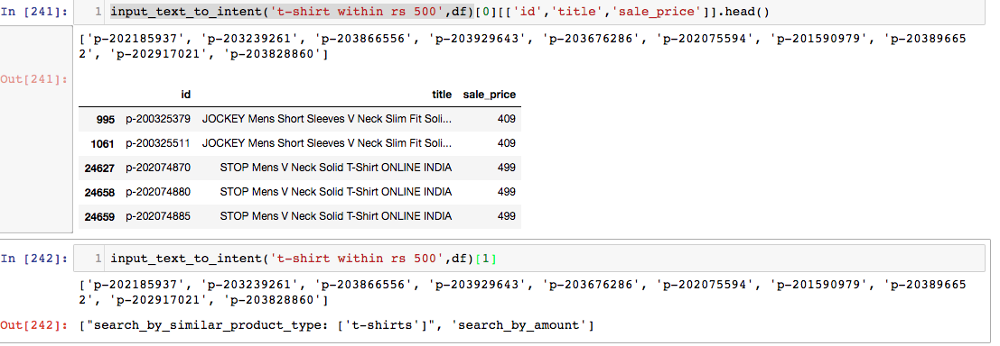 In [241]: 1 input_text_to_intent('t-shirt within rs 500',df)[0][['id','title','sale_price']].head()
['p-202185937', 'p-203239261', 'p-203866556', 'p-203929643', 'p-203676286', 'p-202075594', 'p-201590979', 'p-20389665
2', 'p-202917021', 'p-203828860']
Out[241]:
id title sale_price
995 p-200325379 JOCKEY Mens Short Sleeves V Neck Slim Fit Soli... 409
1061 p-200325511 JOCKEY Mens Short Sleeves V Neck Slim Fit Soli... 409
24627 p-202074870 STOP Mens V Neck Solid T-Shirt ONLINE INDIA 499
24658 p-202074880 STOP Mens V Neck Solid T-Shirt ONLINE INDIA 499
24659 p-202074885 STOP Mens V Neck Solid T-Shirt ONLINE INDIA 499
In [242]: 1 input_text_to_intent('t-shirt within rs 500',df)[1]
['p-202185937', 'p-203239261', 'p-203866556', 'p-203929643', 'p-203676286', 'p-202075594', 'p-201590979', 'p-20389665
2', 'p-202917021', 'p-203828860']
Out[242]: ["search_by_similar_product_type: ['t-shirts']", 'search_by_amount']